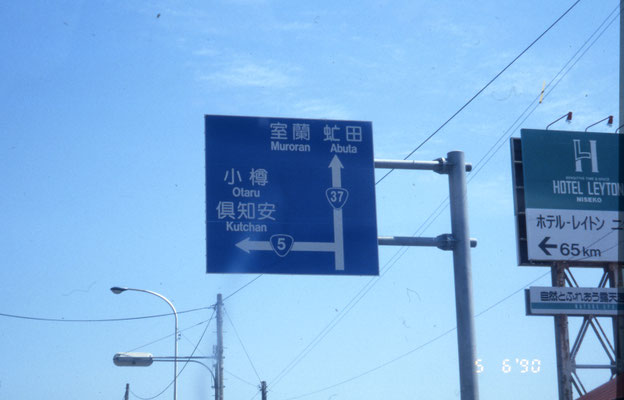 室蘭 虻田
Muroran Abuta
小樽
Otaru
倶知安
Kutchan
37
5
HOTEL LEYTON
NISEKO
ホテル-レイトン ニ
65km
自然とふれあう露天
5 6'90